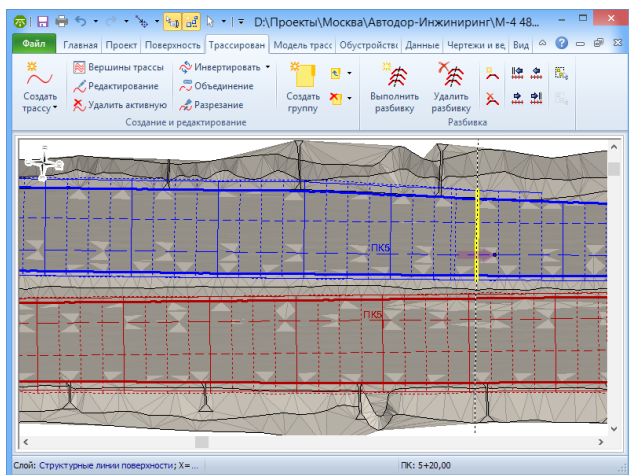 D:\Проекты\Москва\Автодор-Инжиниринг\М-4 48...
Файл Главная Проект Поверхность Трассирован Модель трасс Обустройство Данные Чертежи и вед Вид
Создать трассу
Вершины трассы
Редактирование
Удалить активную
Инвертировать
Объединение
Разрезание
Создать группу
Выполнить разбивку
Удалить разбивку
Создание и редактирование
Разбивка
ПК5
ПК5
Слой: Структурные линии поверхности; X=...
ПК: 5+20,00